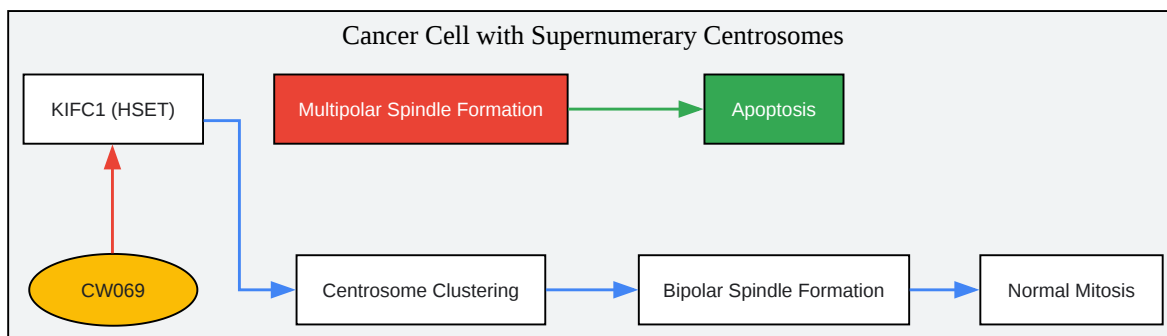 Cancer Cell with Supernumerary Centrosomes
KIFC1 (HSET)
Multipolar Spindle Formation
Apoptosis
CW069
Centrosome Clustering
Bipolar Spindle Formation
Normal Mitosis